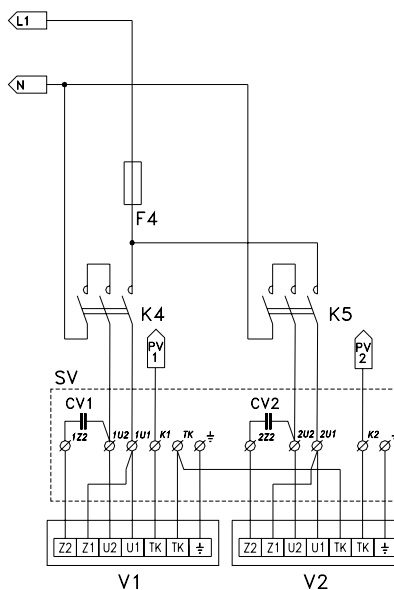 L1
N
F4
K4
K5
PV
1
PV
2
SV
CV1
CV2
1Z2
1U2
1U1
K1
TK
2Z2
2U2
2U1
K2
Z2 Z1 U2 U1 TK TK
Z2 Z1 U2 U1 TK TK
V1
V2